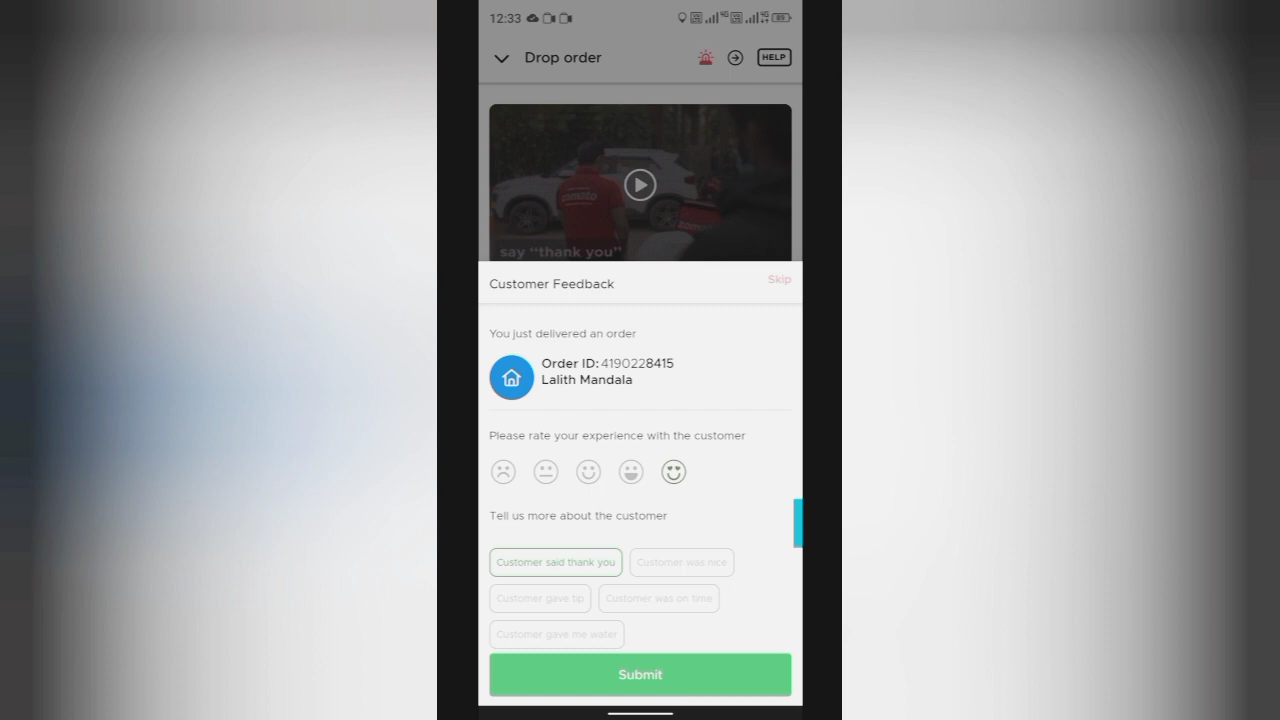 12:33
Drop order
HELP
zomato
say “thank you”
Customer Feedback
Skip
You just delivered an order
Order ID: 4190228415
Lalith Mandala
Please rate your experience with the customer
Tell us more about the customer
Customer said thank you
Customer was nice
Customer gave tip
Customer was on time
Customer gave me water
Submit